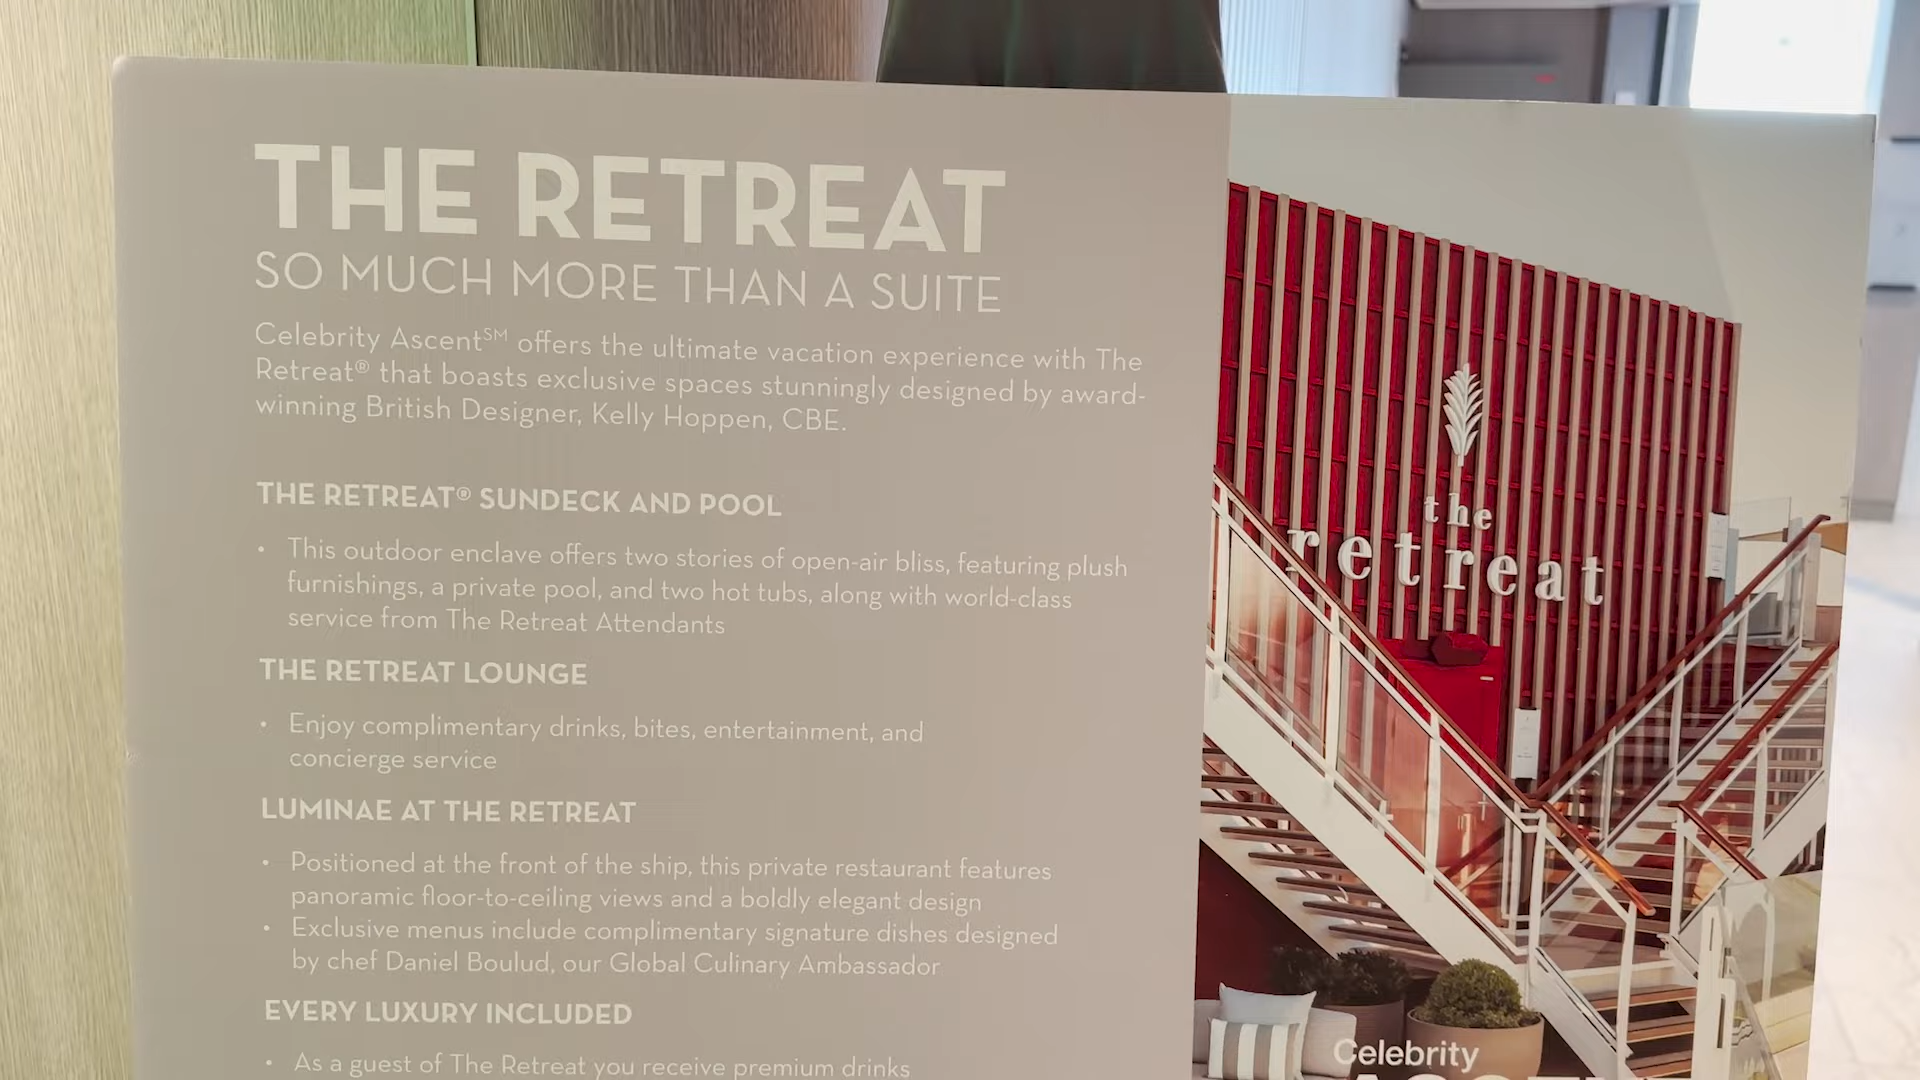 THE RETREAT
SO MUCH MORE THAN A SUITE
Celebrity Ascent℠ offers the ultimate vacation experience with The
Retreat® that boasts exclusive spaces stunningly designed by award-
winning British Designer, Kelly Hoppen, CBE.
THE RETREAT® SUNDECK AND POOL
• This outdoor enclave offers two stories of open-air bliss, featuring plush
furnishings, a private pool, and two hot tubs, along with world-class
service from The Retreat Attendants
THE RETREAT LOUNGE
• Enjoy complimentary drinks, bites, entertainment, and
concierge service
LUMINAE AT THE RETREAT
• Positioned at the front of the ship, this private restaurant features
panoramic floor-to-ceiling views and a boldly elegant design
• Exclusive menus include complimentary signature dishes designed
by chef Daniel Boulud, our Global Culinary Ambassador
EVERY LUXURY INCLUDED
• As a guest of The Retreat you receive premium drinks
the
retreat
Celebrity